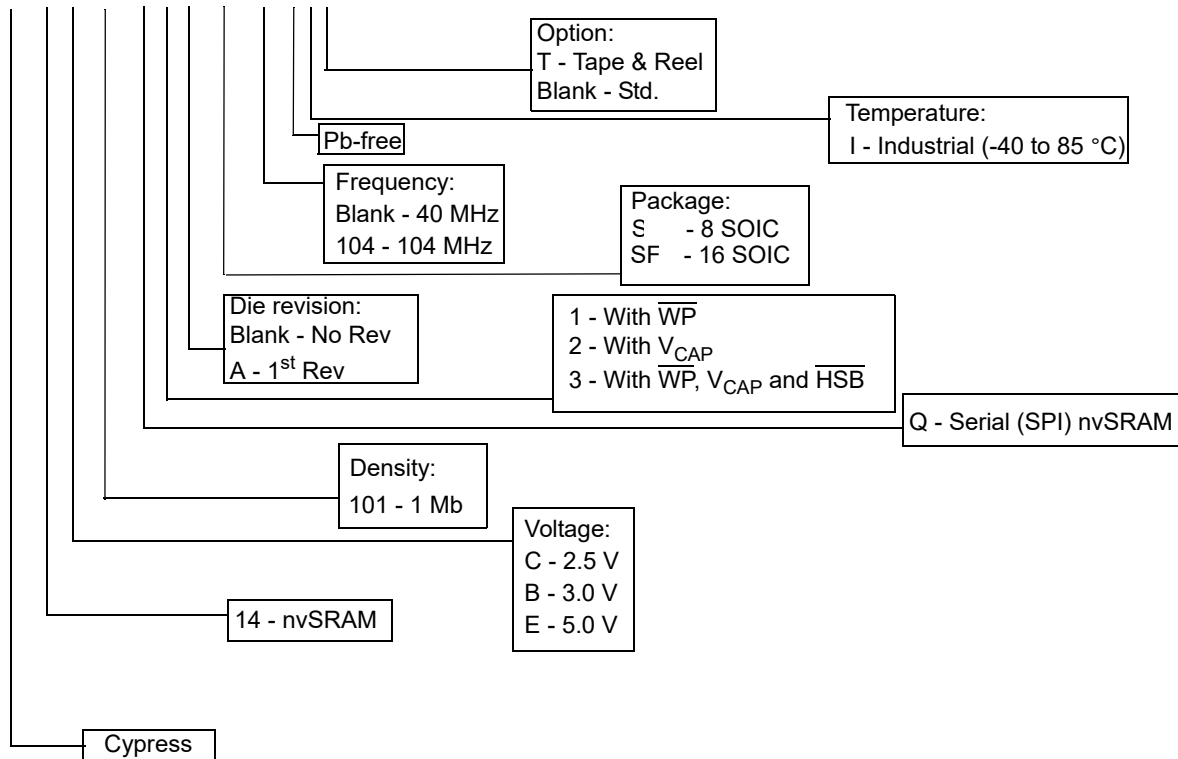 Option:
T - Tape & Reel
Blank - Std.
Temperature:
I - Industrial (-40 to 85 °C)
Pb-free
Frequency:
Blank - 40 MHz
104 - 104 MHz
Package:
S - 8 SOIC
SF - 16 SOIC
Die revision:
Blank - No Rev
A - 1st Rev
1 - With W̅P̅
2 - With VCAP
3 - With W̅P̅, VCAP and H̅S̅B̅
Q - Serial (SPI) nvSRAM
Density:
101 - 1 Mb
Voltage:
C - 2.5 V
B - 3.0 V
E - 5.0 V
14 - nvSRAM
Cypress